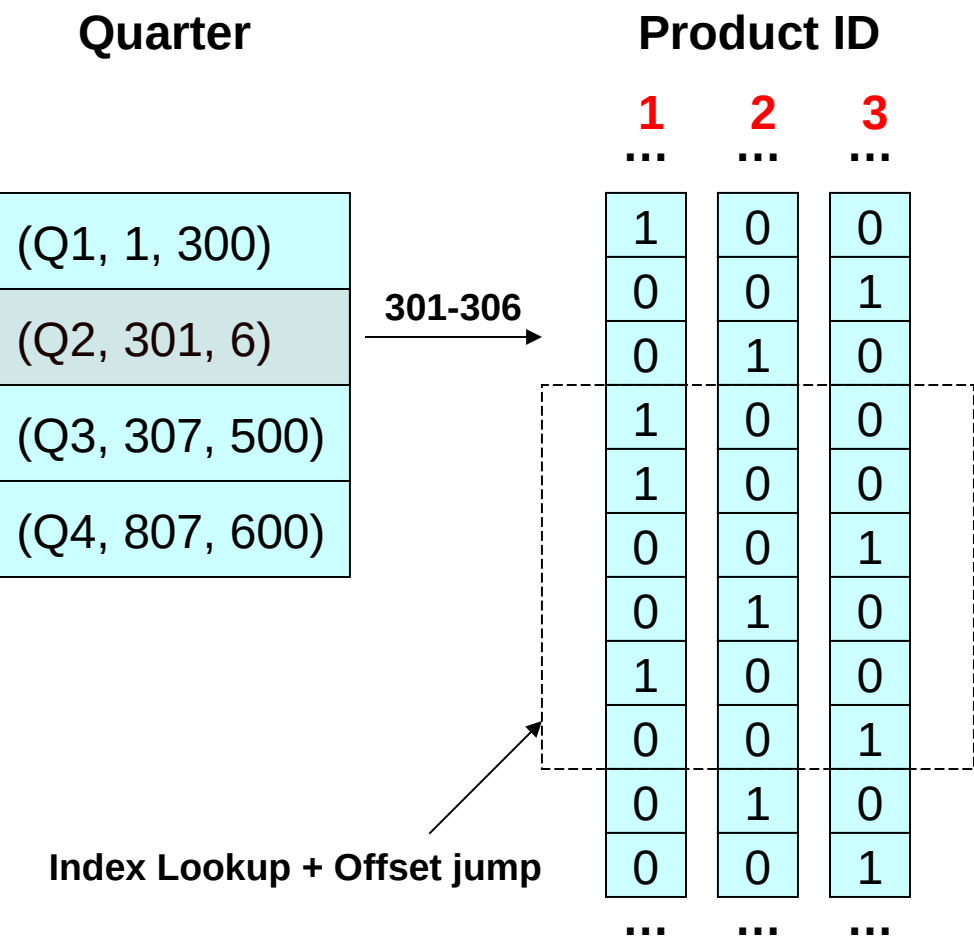 Quarter
Product ID
1 2 3
... ... ...
(Q1, 1, 300)
(Q2, 301, 6)
(Q3, 307, 500)
(Q4, 807, 600)
301-306
1 0 0
0 0 1
0 1 0
1 0 0
1 0 0
0 0 1
0 1 0
1 0 0
0 0 1
0 1 0
0 0 1
... ... ...
Index Lookup + Offset jump